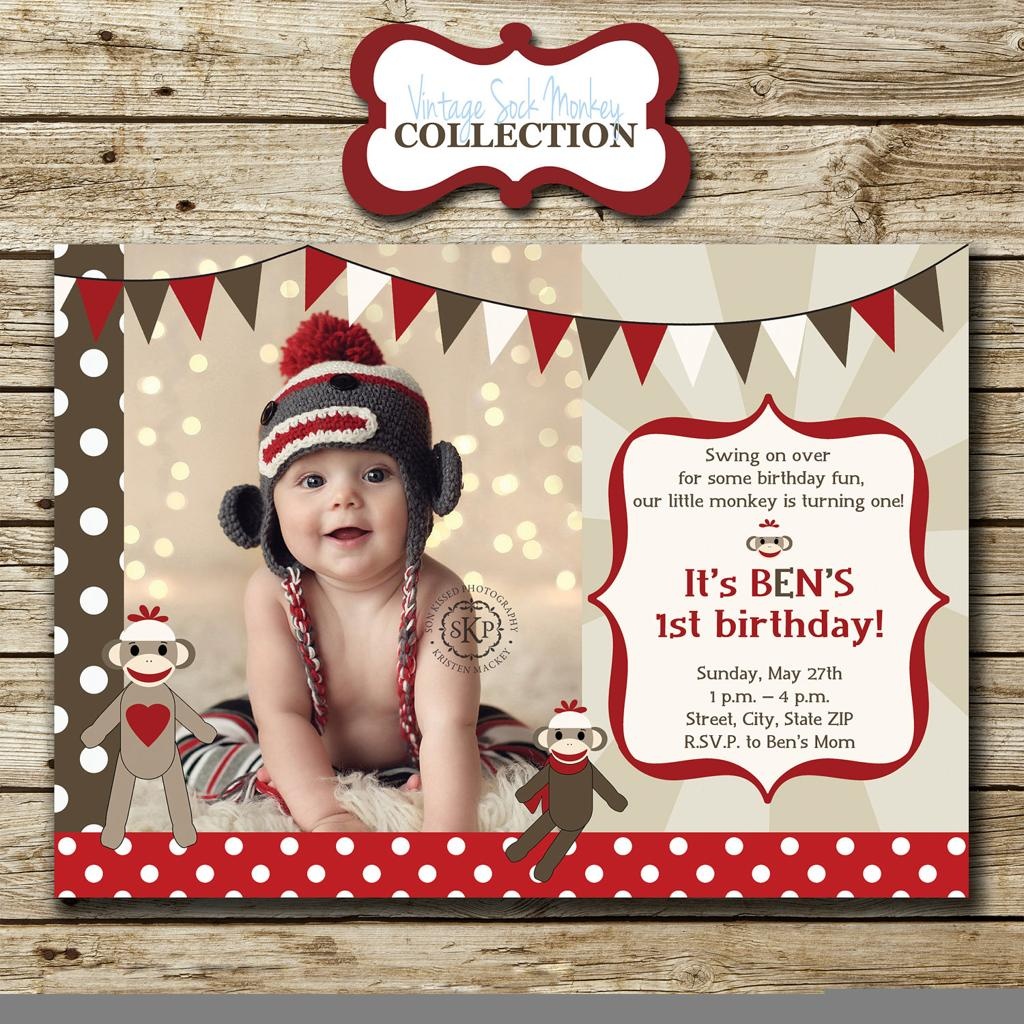 Vintage Sock Monkey
COLLECTION
Swing on over
for some birthday fun,
our little monkey is turning one!
It's BEN'S
1st birthday!
Sunday, May 27th
1 p.m. – 4 p.m.
Street, City, State ZIP
R.S.V.P. to Ben's Mom
SON KISSED PHOTOGRAPHY
SKP
KRISTEN MACKEY